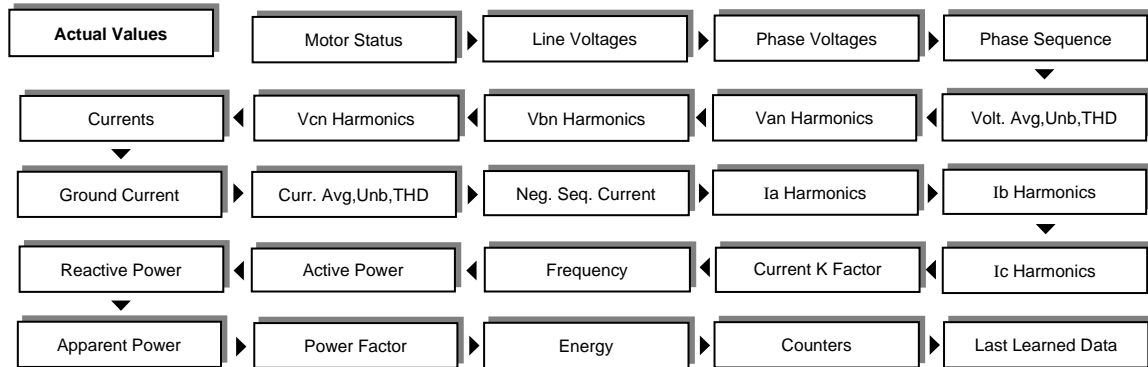 Actual Values
Motor Status
Line Voltages
Phase Voltages
Phase Sequence
Currents
Vcn Harmonics
Vbn Harmonics
Van Harmonics
Volt. Avg,Unb,THD
Ground Current
Curr. Avg,Unb,THD
Neg. Seq. Current
Ia Harmonics
Ib Harmonics
Reactive Power
Active Power
Frequency
Current K Factor
Ic Harmonics
Apparent Power
Power Factor
Energy
Counters
Last Learned Data